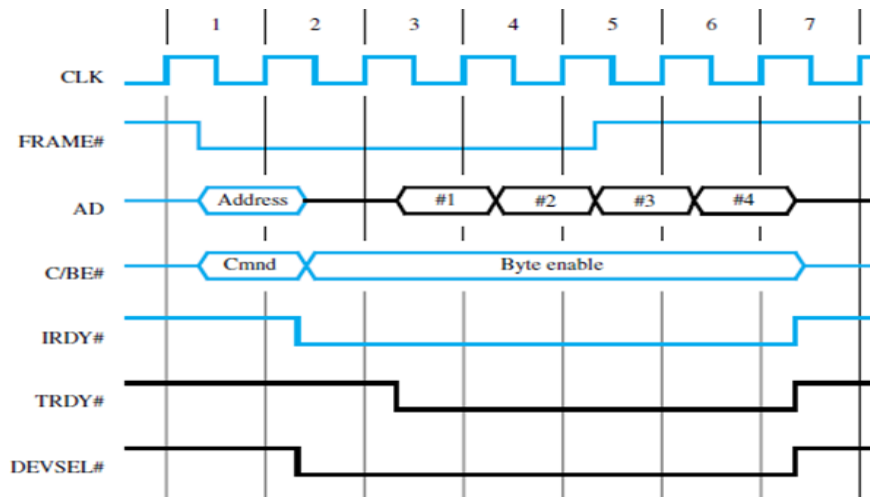 1 2 3 4 5 6 7
CLK
FRAME#
AD Address #1 #2 #3 #4
C/BE# Cmnd Byte enable
IRDY#
TRDY#
DEVSEL#